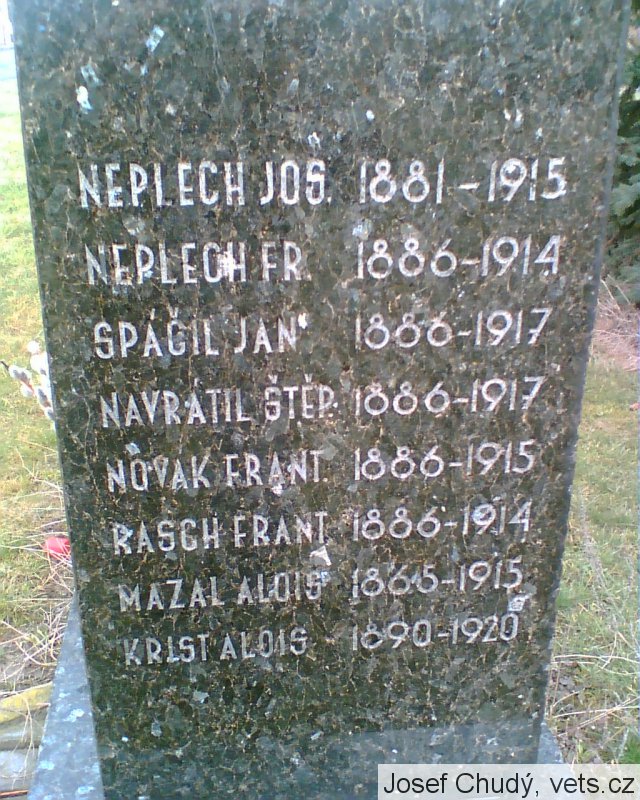 NEPLECH JOS. 1881-1915
NEPLECH FR. 1886-1914
SPÁČIL JAN 1886-1917
NAVRÁTIL ŠTĚP. 1886-1917
NOVAK FRANT. 1886-1915
RASCH FRANT. 1886-1914
MAZAL ALOIS 1865-1915
KRIST ALOIS 1890-1920
Josef Chudý, vets.cz